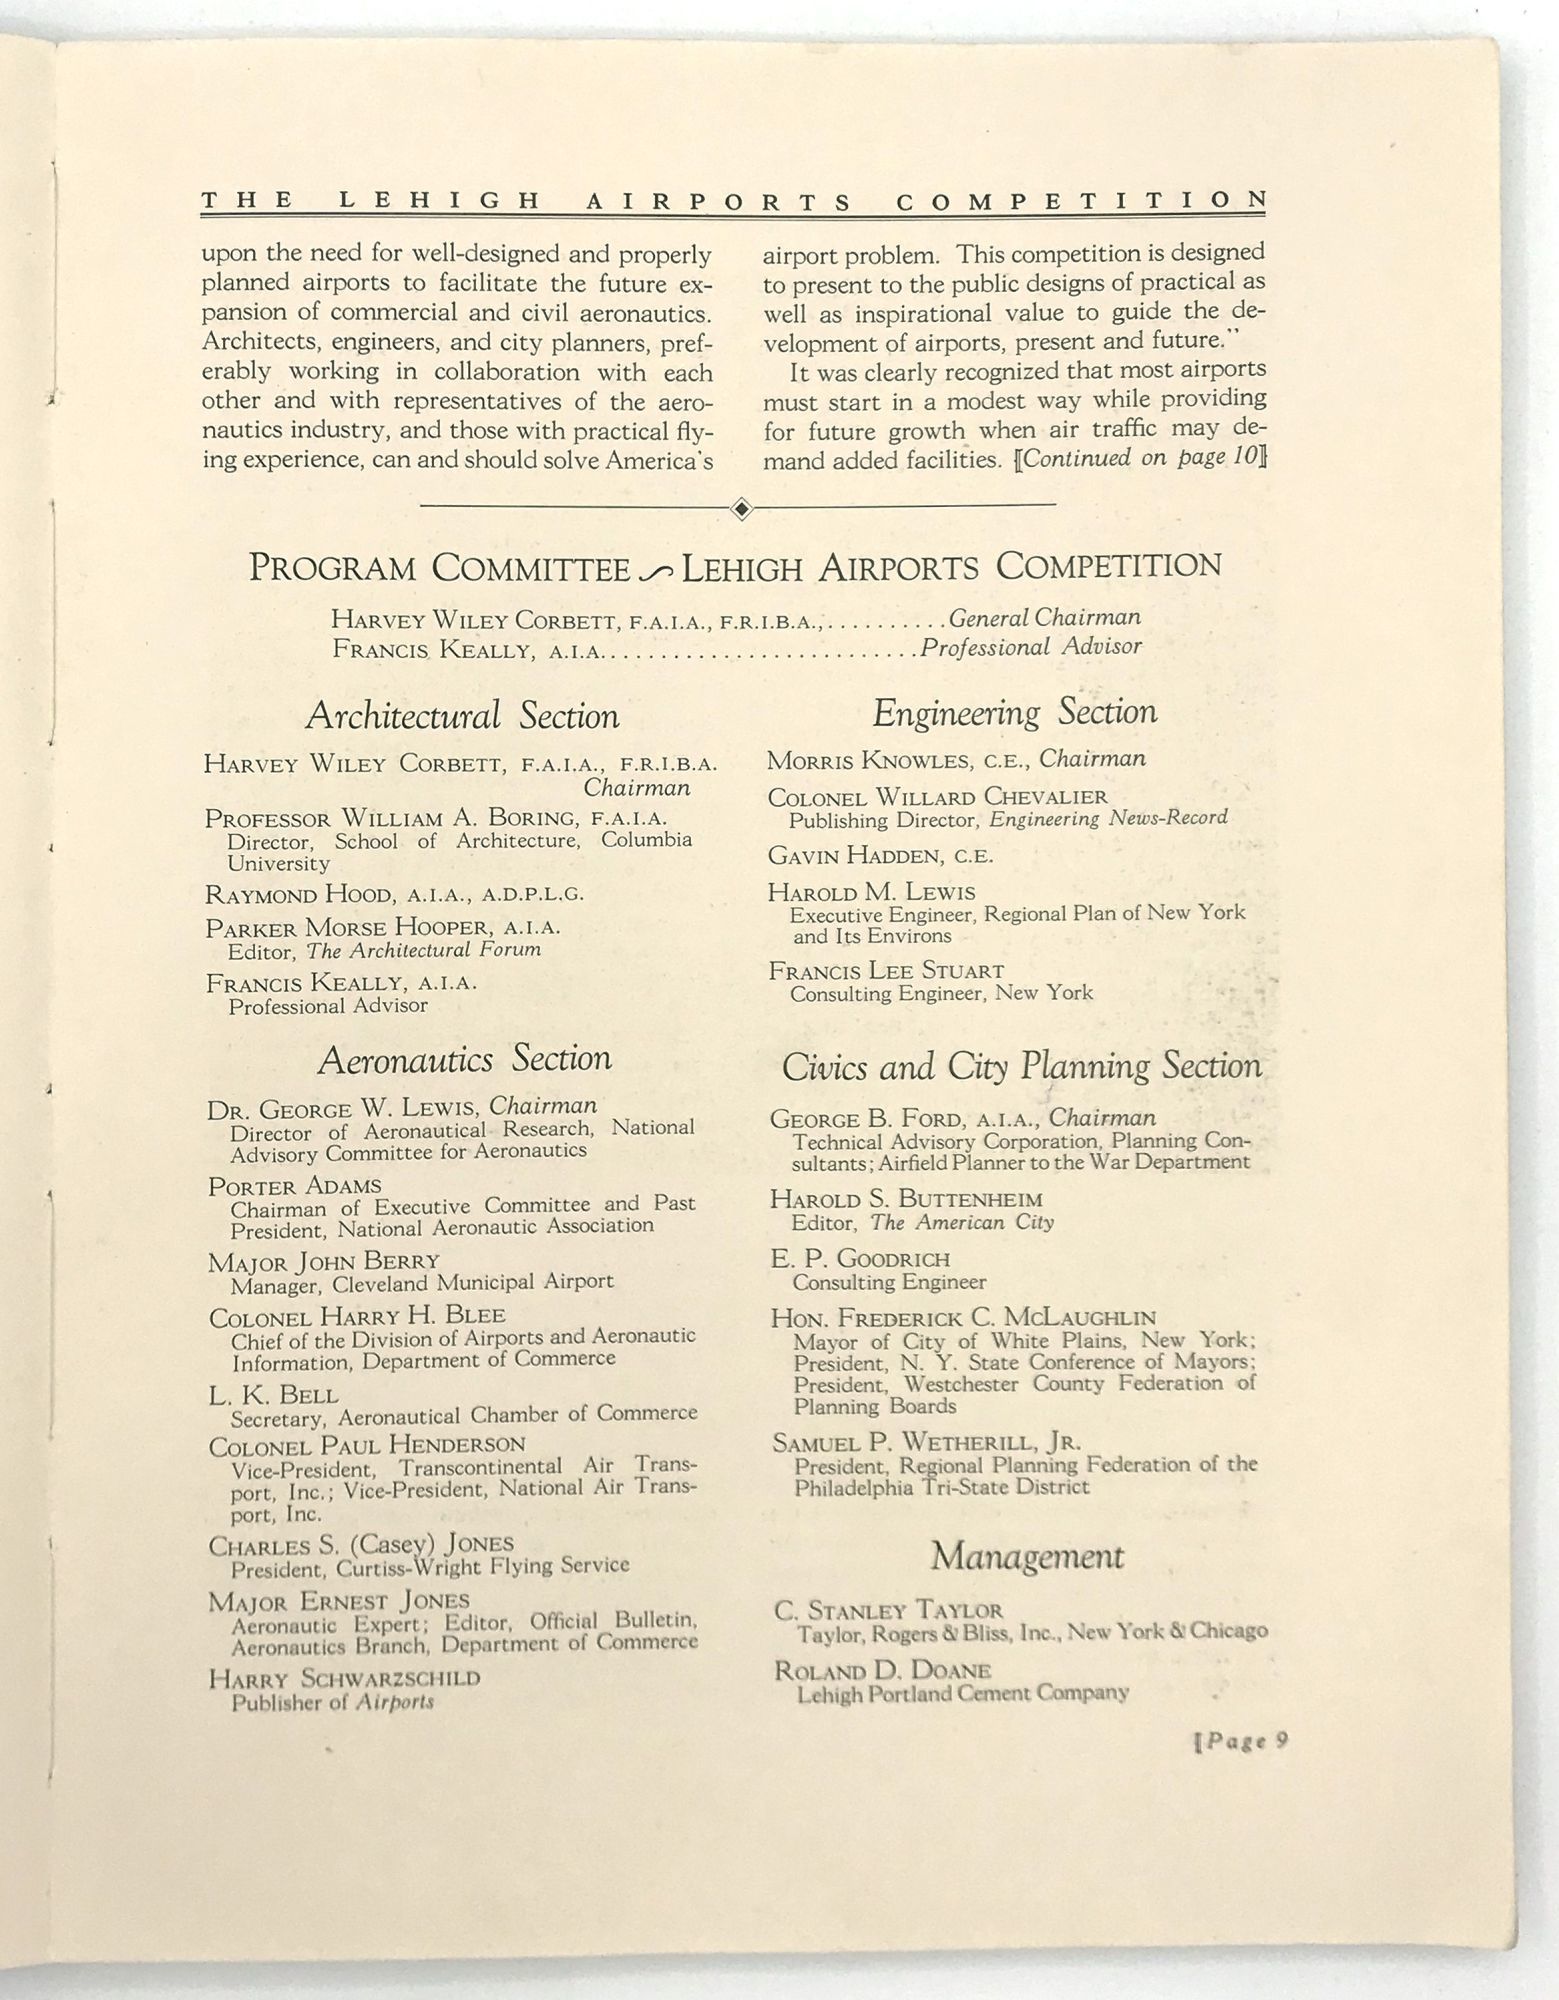 THE LEHIGH AIRPORTS COMPETITION
upon the need for well-designed and properly
planned airports to facilitate the future ex-
pansion of commercial and civil aeronautics.
Architects, engineers, and city planners, pref-
erably working in collaboration with each
other and with representatives of the aero-
nautics industry, and those with practical fly-
ing experience, can and should solve America's
airport problem. This competition is designed
to present to the public designs of practical as
well as inspirational value to guide the de-
velopment of airports, present and future."
It was clearly recognized that most airports
must start in a modest way while providing
for future growth when air traffic may de-
mand added facilities. ⟦Continued on page 10⟧
PROGRAM COMMITTEE ~ LEHIGH AIRPORTS COMPETITION
HARVEY WILEY CORBETT, F.A.I.A., F.R.I.B.A.,..........General Chairman
FRANCIS KEALLY, A.I.A.........................Professional Advisor
Architectural Section
HARVEY WILEY CORBETT, F.A.I.A., F.R.I.B.A.
Chairman
PROFESSOR WILLIAM A. BORING, F.A.I.A.
Director, School of Architecture, Columbia
University
RAYMOND HOOD, A.I.A., A.D.P.L.G.
PARKER MORSE HOOPER, A.I.A.
Editor, The Architectural Forum
FRANCIS KEALLY, A.I.A.
Professional Advisor
Aeronautics Section
DR. GEORGE W. LEWIS, Chairman
Director of Aeronautical Research, National
Advisory Committee for Aeronautics
PORTER ADAMS
Chairman of Executive Committee and Past
President, National Aeronautic Association
MAJOR JOHN BERRY
Manager, Cleveland Municipal Airport
COLONEL HARRY H. BLEE
Chief of the Division of Airports and Aeronautic
Information, Department of Commerce
L. K. BELL
Secretary, Aeronautical Chamber of Commerce
COLONEL PAUL HENDERSON
Vice-President, Transcontinental Air Trans-
port, Inc.; Vice-President, National Air Trans-
port, Inc.
CHARLES S. (Casey) JONES
President, Curtiss-Wright Flying Service
MAJOR ERNEST JONES
Aeronautic Expert; Editor, Official Bulletin,
Aeronautics Branch, Department of Commerce
HARRY SCHWARZSCHILD
Publisher of Airports
Engineering Section
MORRIS KNOWLES, C.E., Chairman
COLONEL WILLARD CHEVALIER
Publishing Director, Engineering News-Record
GAVIN HADDEN, C.E.
HAROLD M. LEWIS
Executive Engineer, Regional Plan of New York
and Its Environs
FRANCIS LEE STUART
Consulting Engineer, New York
Civics and City Planning Section
GEORGE B. FORD, A.I.A., Chairman
Technical Advisory Corporation, Planning Con-
sultants; Airfield Planner to the War Department
HAROLD S. BUTTENHEIM
Editor, The American City
E. P. GOODRICH
Consulting Engineer
HON. FREDERICK C. MCLAUGHLIN
Mayor of City of White Plains, New York;
President, N. Y. State Conference of Mayors;
President, Westchester County Federation of
Planning Boards
SAMUEL P. WETHERILL, JR.
President, Regional Planning Federation of the
Philadelphia Tri-State District
Management
C. STANLEY TAYLOR
Taylor, Rogers & Bliss, Inc., New York & Chicago
ROLAND D. DOANE
Lehigh Portland Cement Company
⟦Page 9